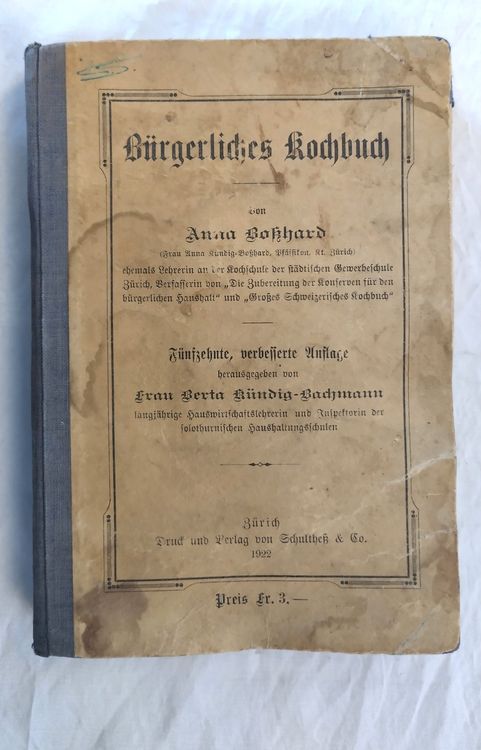 Bürgerliches Kochbuch
Von
Anna Boßhard
(Frau Anna Kündig-Boßhard, Pfäffikon, Kt. Zürich)
ehemals Lehrerin an der Kochschule der städtischen Gewerbeschule
Zürich, Verfasserin von „Die Zubereitung der Konserven für den
bürgerlichen Haushalt“ und „Großes Schweizerisches Kochbuch“
Fünfzehnte, verbesserte Auflage
herausgegeben von
Frau Berta Kündig-Bachmann
langjährige Hauswirtschaftslehrerin und Inspektorin der
solothurnischen Haushaltungsschulen
Zürich
Druck und Verlag von Schultheß & Co.
1922
Preis Fr. 3.—